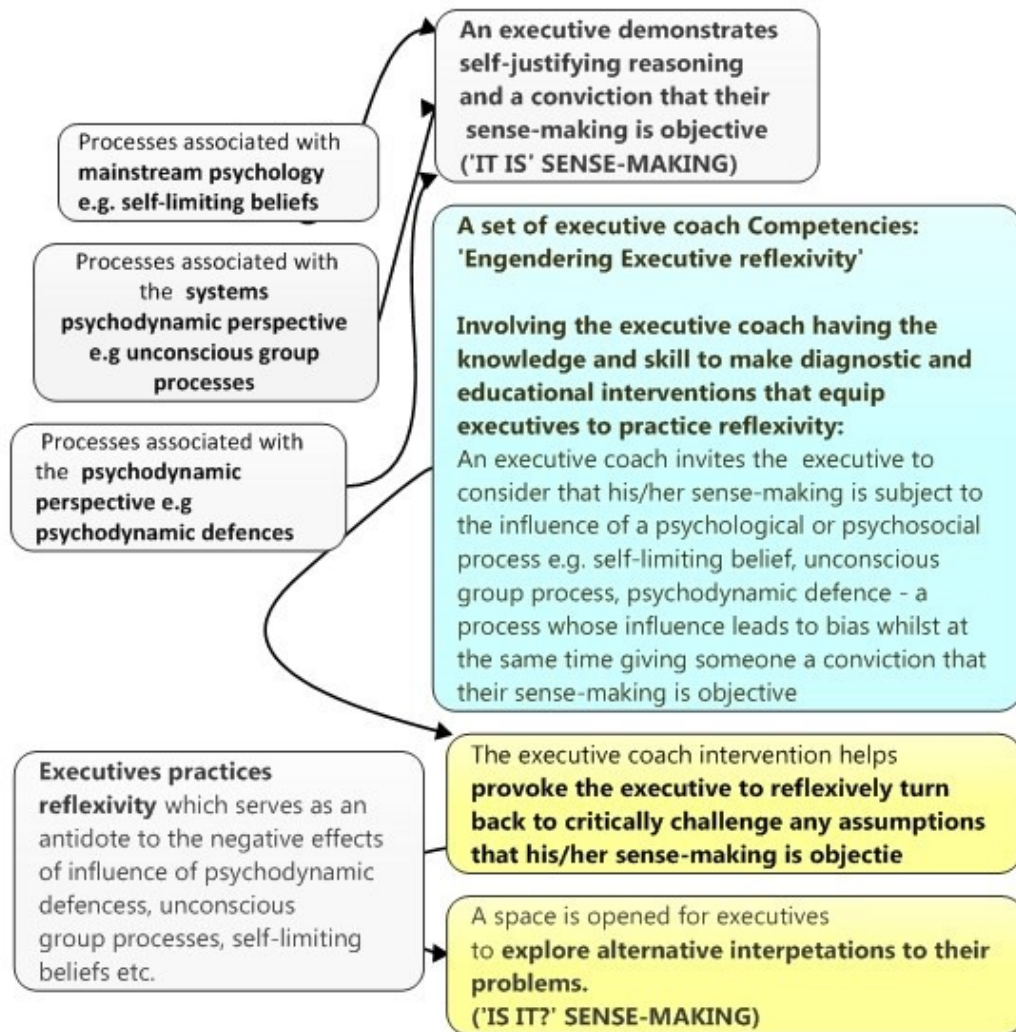 An executive demonstrates
self-justifying reasoning
and a conviction that their
sense-making is objective
('IT IS' SENSE-MAKING)
Processes associated with
mainstream psychology
e.g. self-limiting beliefs
Processes associated with
the systems
psychodynamic perspective
e.g unconscious group
processes
Processes associated with
the psychodynamic
perspective e.g
psychodynamic defences
A set of executive coach Competencies:
'Engendering Executive reflexivity'
Involving the executive coach having the
knowledge and skill to make diagnostic and
educational interventions that equip
executives to practice reflexivity:
An executive coach invites the executive to
consider that his/her sense-making is subject to
the influence of a psychological or psychosocial
process e.g. self-limiting belief, unconscious
group process, psychodynamic defence - a
process whose influence leads to bias whilst at
the same time giving someone a conviction that
their sense-making is objective
The executive coach intervention helps
provoke the executive to reflexively turn
back to critically challenge any assumptions
that his/her sense-making is objectie
Executives practices
reflexivity which serves as an
antidote to the negative effects
of influence of psychodynamic
defencess, unconscious
group processes, self-limiting
beliefs etc.
A space is opened for executives
to explore alternative interpetations to their
problems.
('IS IT?' SENSE-MAKING)